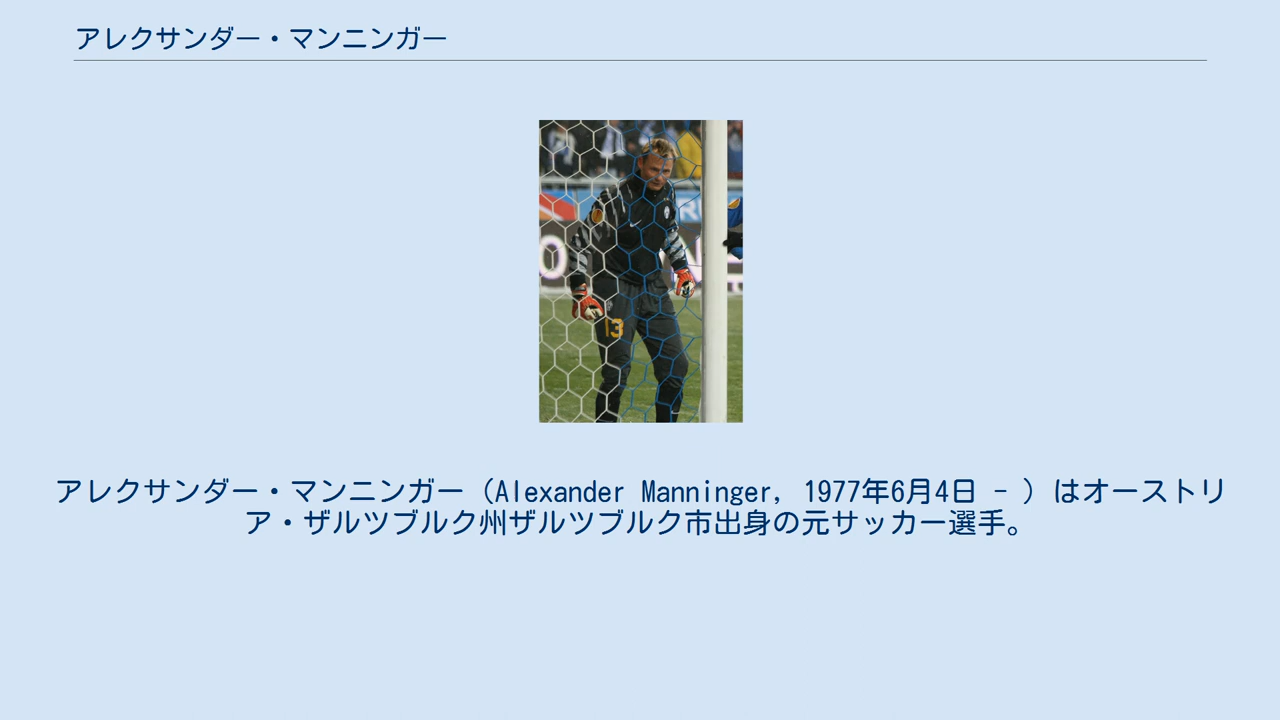 アレクサンダー・マンニンガー
13
アレクサンダー・マンニンガー（Alexander Manninger, 1977年6月4日 - ）はオーストリ
ア・ザルツブルク州ザルツブルク市出身の元サッカー選手。